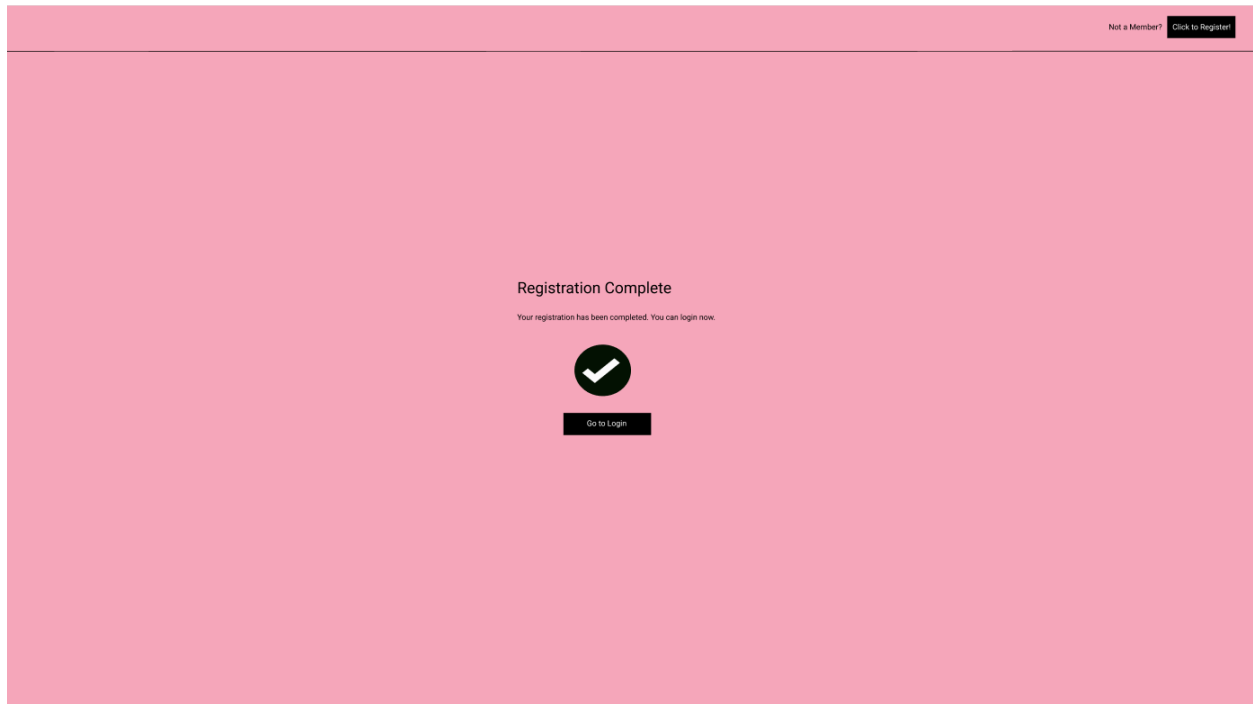 Not a Member? Click to Register!
Registration Complete
Your registration has been completed. You can login now.
Go to Login